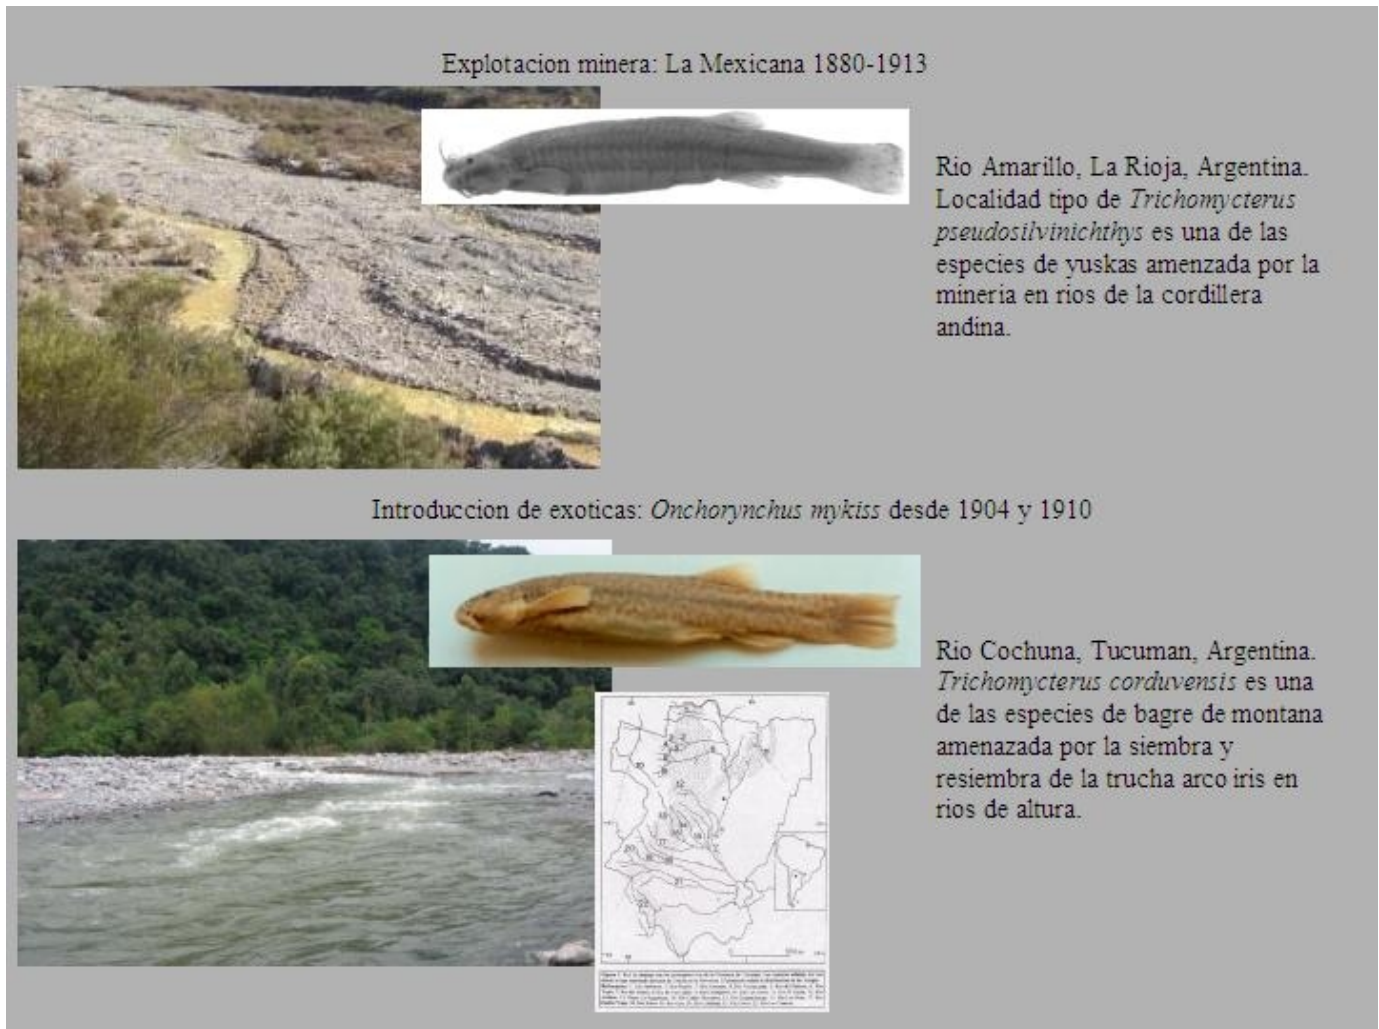 Explotacion minera: La Mexicana 1880-1913
Rio Amarillo, La Rioja, Argentina.
Localidad tipo de Trichomycterus
pseudosilvinichthys es una de las
especies de yuskas amenzada por la
mineria en rios de la cordillera
andina.
Introduccion de exoticas: Onchorynchus mykiss desde 1904 y 1910
Rio Cochuna, Tucuman, Argentina.
Trichomycterus corduvensis es una
de las especies de bagre de montana
amenazada por la siembra y
resiembra de la trucha arco iris en
rios de altura.